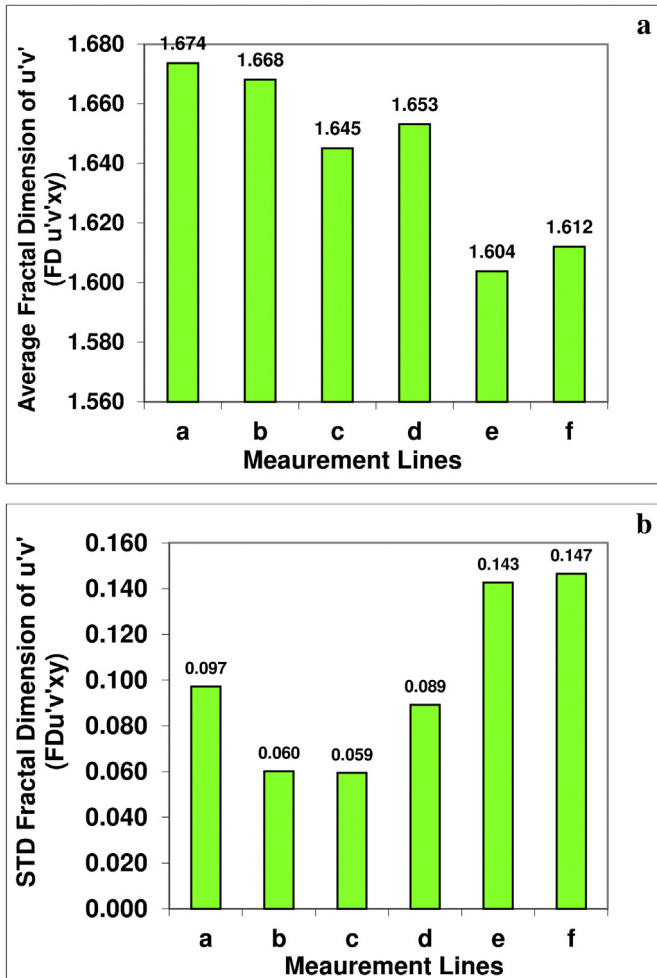 a
Average Fractal Dimension of u'v'
(FD u'v'xy)
1.680
1.660
1.640
1.620
1.600
1.580
1.560
1.674
1.668
1.645
1.653
1.604
1.612
a b c d e f
Meaurement Lines
b
STD Fractal Dimension of u'v'
(FDu'v'xy)
0.160
0.140
0.120
0.100
0.080
0.060
0.040
0.020
0.000
0.097
0.060
0.059
0.089
0.143
0.147
a b c d e f
Meaurement Lines